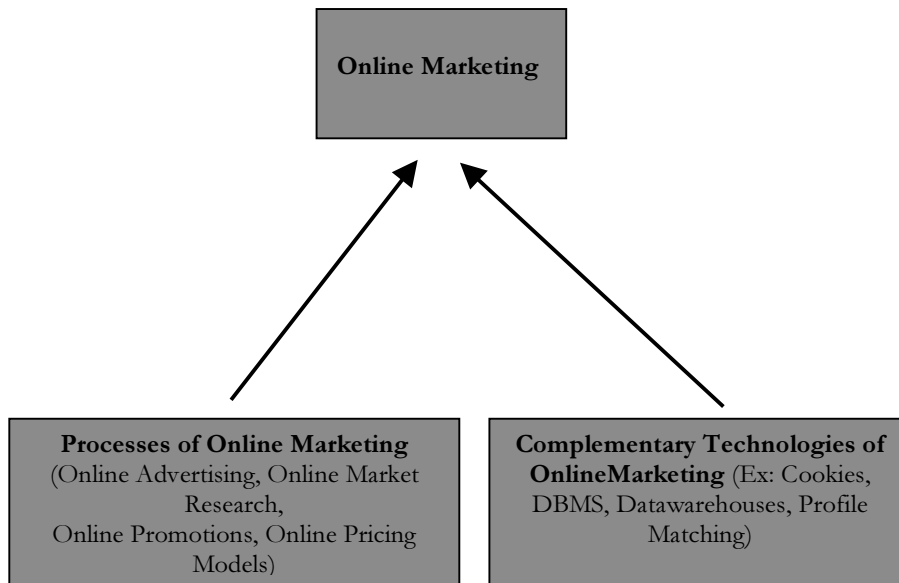 Online Marketing
Processes of Online Marketing
(Online Advertising, Online Market
Research,
Online Promotions, Online Pricing
Models)
Complementary Technologies of
OnlineMarketing (Ex: Cookies,
DBMS, Datawarehouses, Profile
Matching)